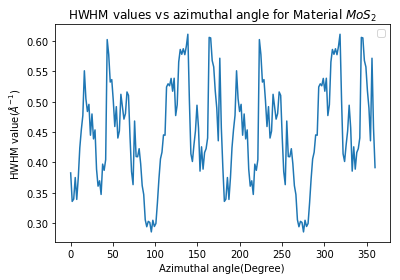 HWHM values vs azimuthal angle for Material MoS₂
HWHM value(Å⁻¹)
0.60
0.55
0.50
0.45
0.40
0.35
0.30
0 50 100 150 200 250 300 350
Azimuthal angle(Degree)